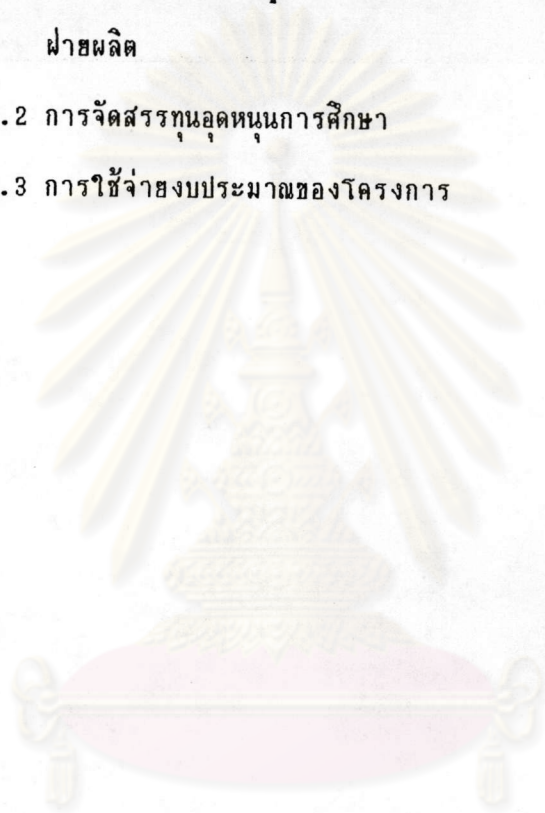 ฝ่ายผลิต
.2 การจัดสรรทุนอุดหนุนการศึกษา
.3 การใช้จ่ายงบประมาณของโครงการ